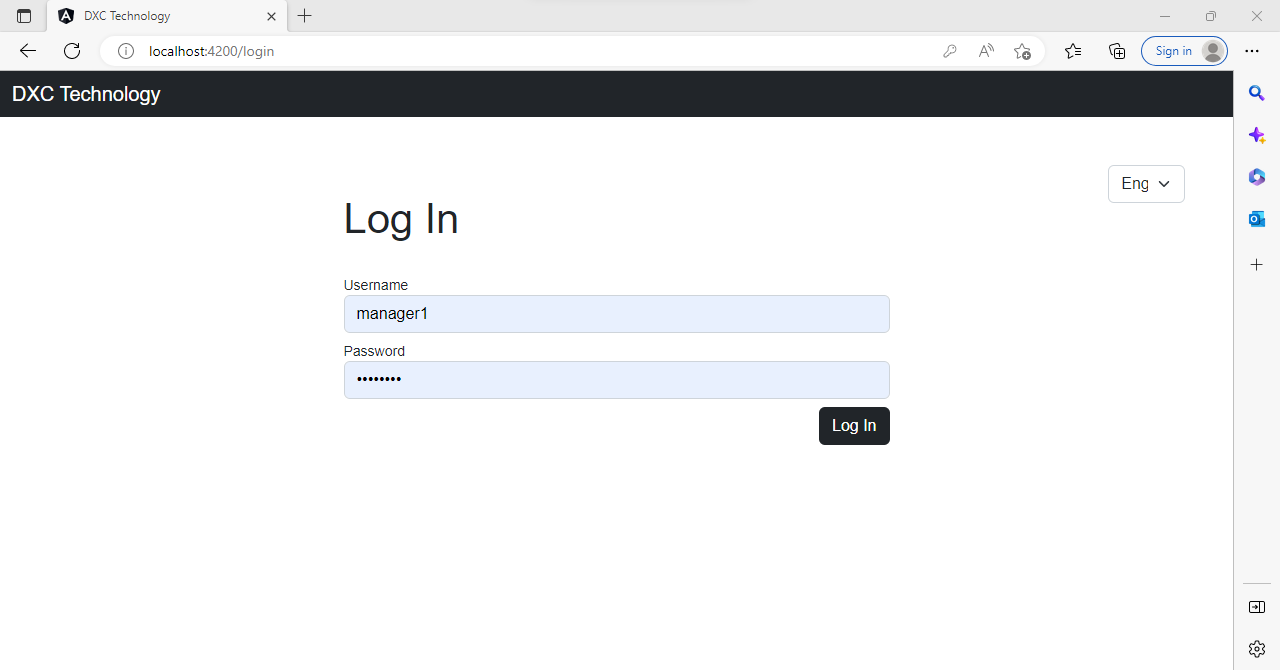 DXC Technology
localhost:4200/login
Sign in
DXC Technology
Eng
Log In
Username
manager1
Password
••••••••
Log In